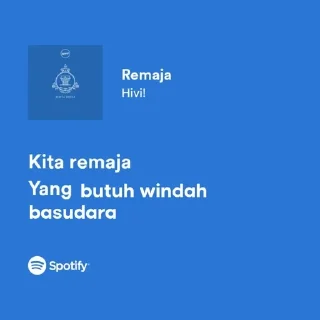 Remaja
Hivi!
Kita remaja
Yang butuh windah
basudara
Spotify